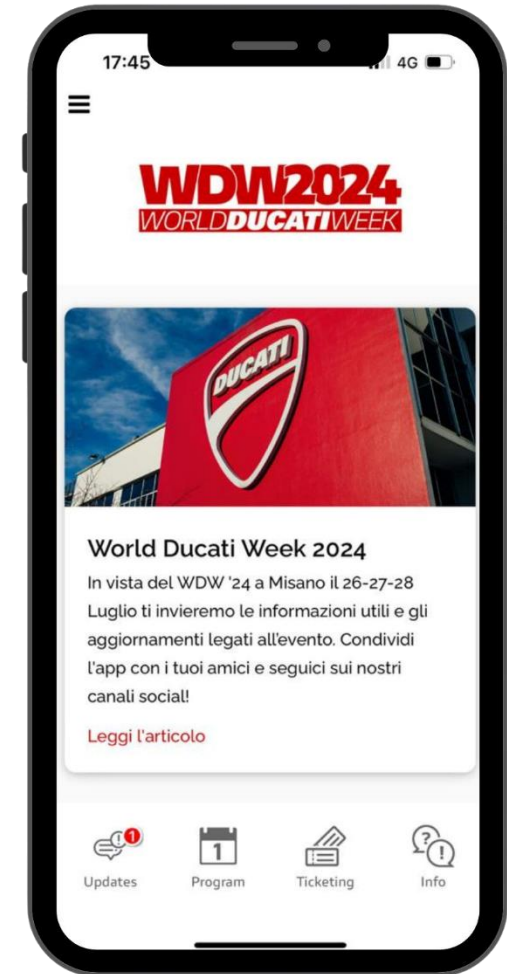 17:45
4G
WDW2024
WORLDDUCATIWEEK
DUCATI
World Ducati Week 2024
In vista del WDW '24 a Misano il 26-27-28
Luglio ti invieremo le informazioni utili e gli
aggiornamenti legati all'evento. Condividi
l'app con i tuoi amici e seguici sui nostri
canali social!
Leggi l'articolo
1
1
Updates
Program
Ticketing
Info